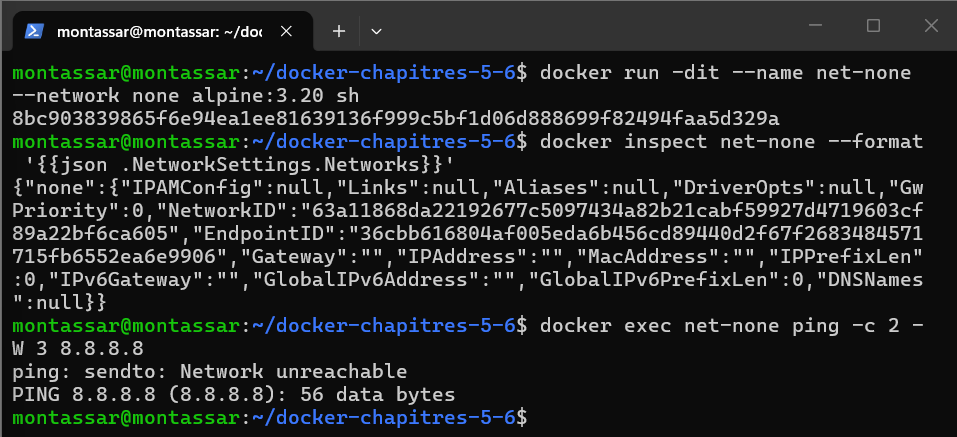 montassar@montassar: ~/doc
montassar@montassar:~/docker-chapitres-5-6$ docker run -dit --name net-none
--network none alpine:3.20 sh
8bc903839865f6e94ea1ee81639136f999c5bf1d06d888699f82494faa5d329a
montassar@montassar:~/docker-chapitres-5-6$ docker inspect net-none --format
 '{{json .NetworkSettings.Networks}}'
{"none":{"IPAMConfig":null,"Links":null,"Aliases":null,"DriverOpts":null,"Gw
Priority":0,"NetworkID":"63a11868da22192677c5097434a82b21cabf59927d4719603cf
89a22bf6ca605","EndpointID":"36cbb616804af005eda6b456cd89440d2f67f2683484571
715fb6552ea6e9906","Gateway":"","IPAddress":"","MacAddress":"","IPPrefixLen"
:0,"IPv6Gateway":"","GlobalIPv6Address":"","GlobalIPv6PrefixLen":0,"DNSNames
":null}}
montassar@montassar:~/docker-chapitres-5-6$ docker exec net-none ping -c 2 -
W 3 8.8.8.8
ping: sendto: Network unreachable
PING 8.8.8.8 (8.8.8.8): 56 data bytes
montassar@montassar:~/docker-chapitres-5-6$